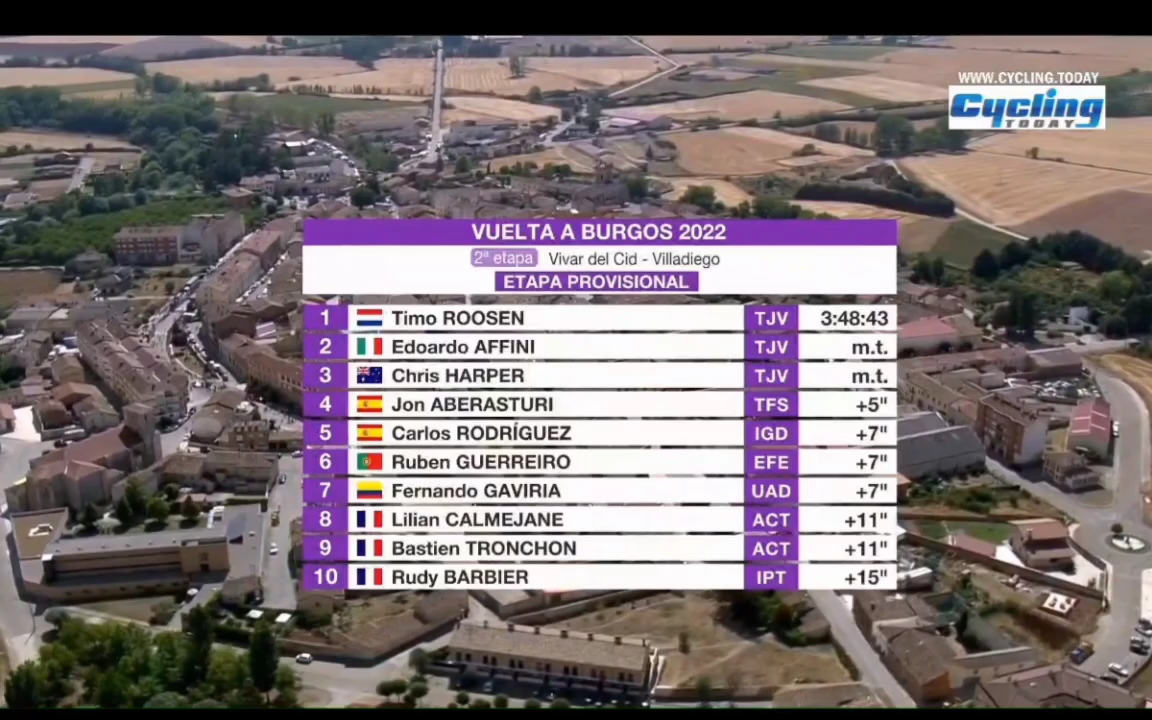 WWW.CYCLING.TODAY
Cycling
TODAY
VUELTA A BURGOS 2022
2ª etapa Vivar del Cid - Villadiego
ETAPA PROVISIONAL
1 Timo ROOSEN TJV 3:48:43
2 Edoardo AFFINI TJV m.t.
3 Chris HARPER TJV m.t.
4 Jon ABERASTURI TFS +5"
5 Carlos RODRÍGUEZ IGD +7"
6 Ruben GUERREIRO EFE +7"
7 Fernando GAVIRIA UAD +7"
8 Lilian CALMEJANE ACT +11"
9 Bastien TRONCHON ACT +11"
10 Rudy BARBIER IPT +15"